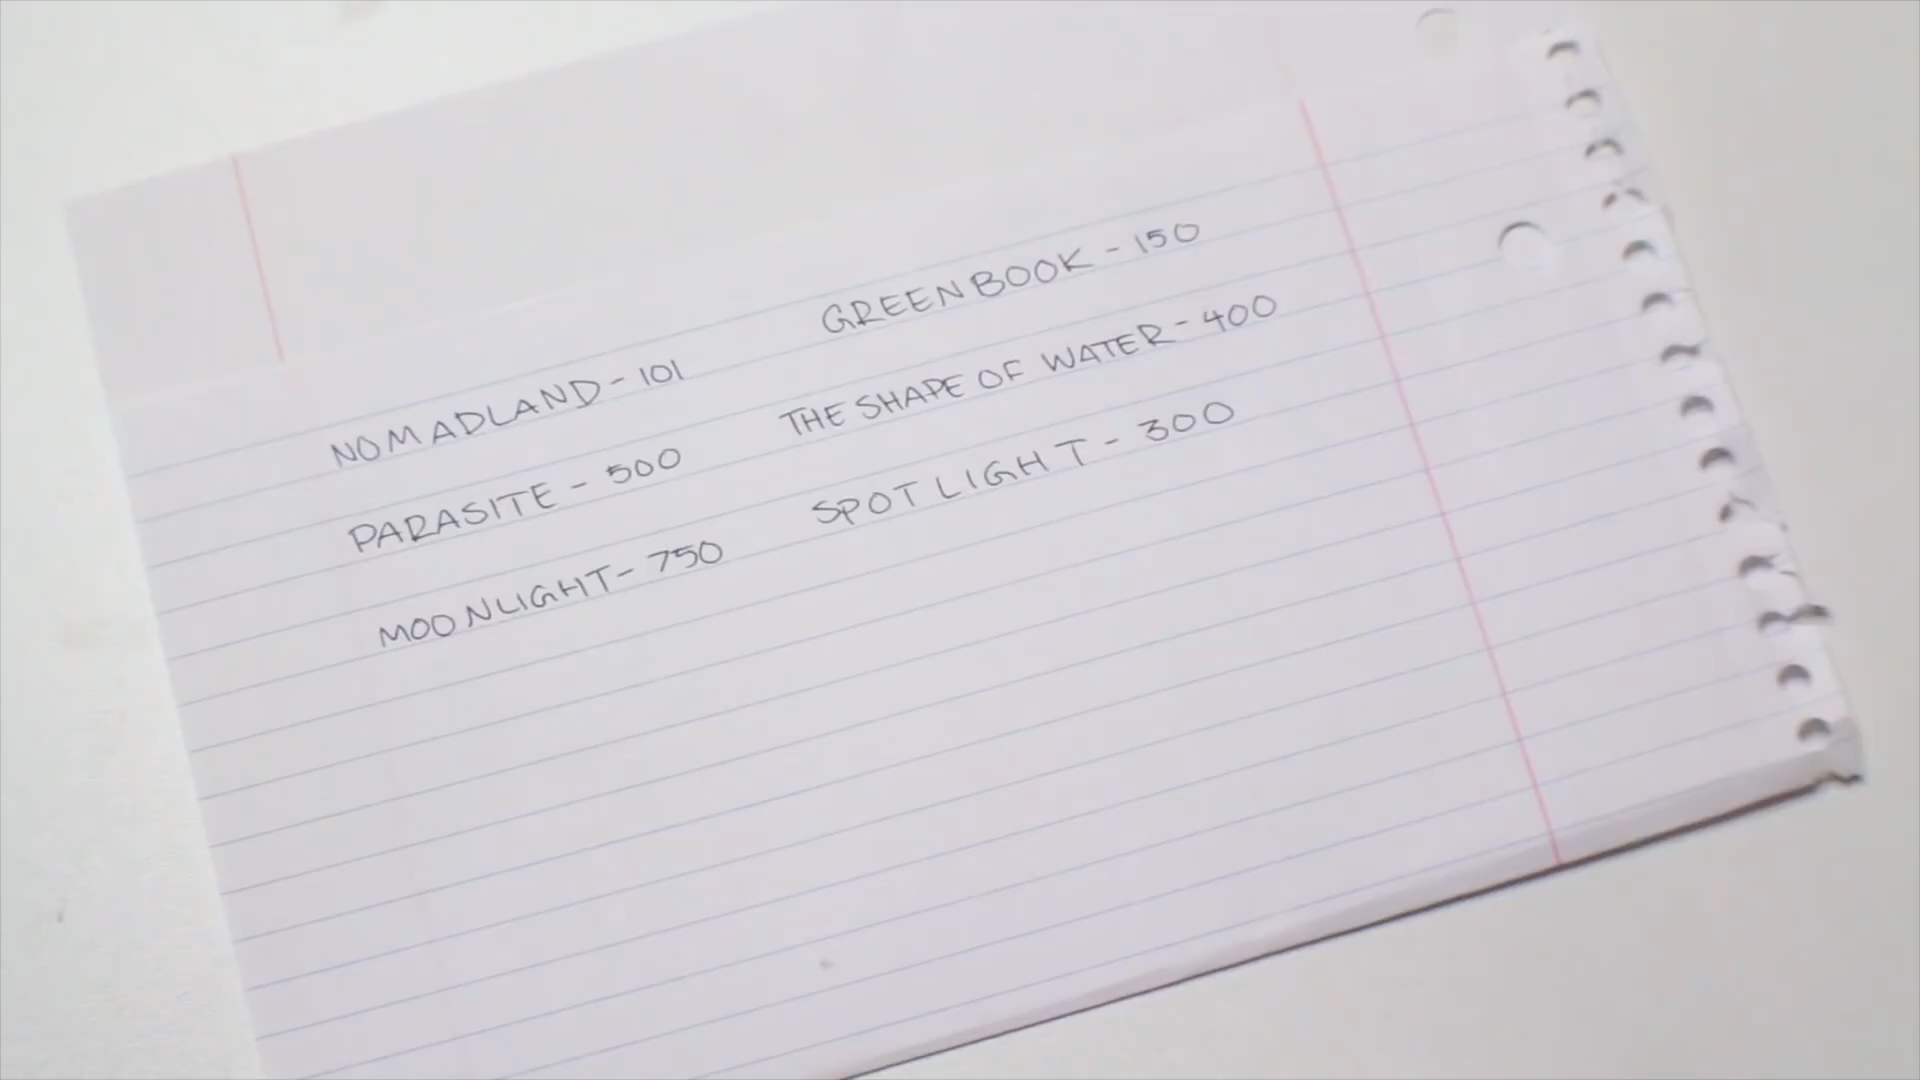 NOMADLAND - 101
PARASITE - 500
MOONLIGHT - 750
GREENBOOK - 150
THE SHAPE OF WATER - 400
SPOTLIGHT - 300